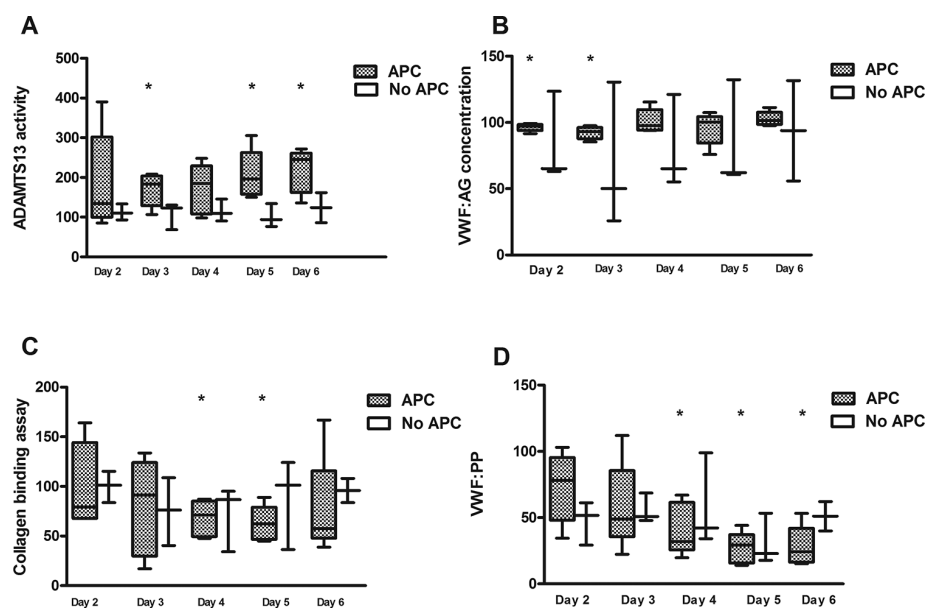 A
ADAMTS13 activity
500
400
300
200
100
0
* * *
APC
No APC
Day 2 Day 3 Day 4 Day 5 Day 6
B
VWF:AG concentration
150
100
50
0
* *
APC
No APC
Day 2 Day 3 Day 4 Day 5 Day 6
C
Collagen binding assay
200
150
100
50
0
* *
APC
No APC
Day 2 Day 3 Day 4 Day 5 Day 6
D
VWF:PP
150
100
50
0
* * *
APC
No APC
Day 2 Day 3 Day 4 Day 5 Day 6